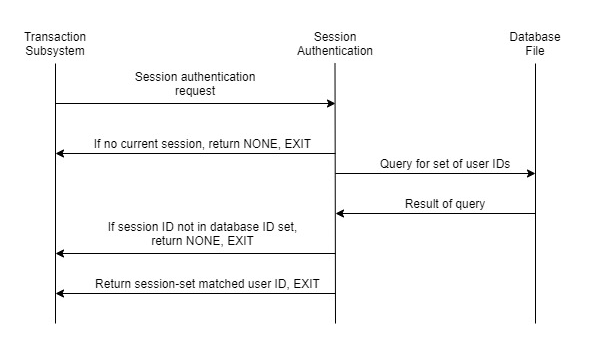 Transaction
Subsystem
Session
Authentication
Database
File
Session authentication
request
If no current session, return NONE, EXIT
Query for set of user IDs
Result of query
If session ID not in database ID set,
return NONE, EXIT
Return session-set matched user ID, EXIT